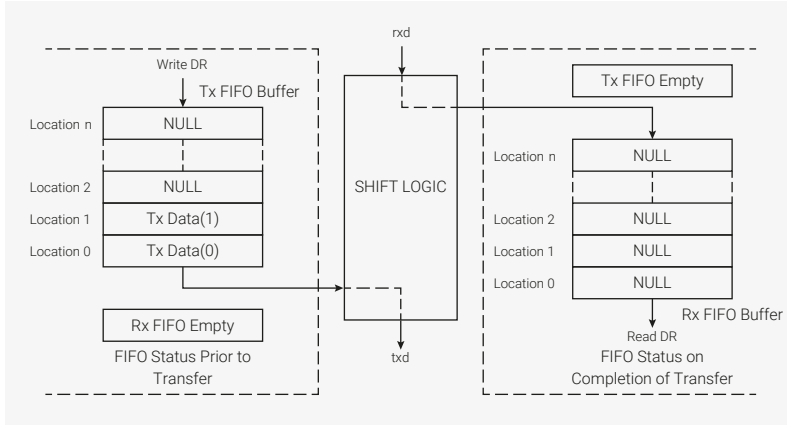 Write DR
Tx FIFO Buffer
Location n
NULL
Location 2
NULL
Location 1
Tx Data(1)
Location 0
Tx Data(0)
Rx FIFO Empty
FIFO Status Prior to
Transfer
rxd
SHIFT LOGIC
txd
Tx FIFO Empty
Location n
NULL
Location 2
NULL
Location 1
NULL
Location 0
NULL
Rx FIFO Buffer
Read DR
FIFO Status on
Completion of Transfer